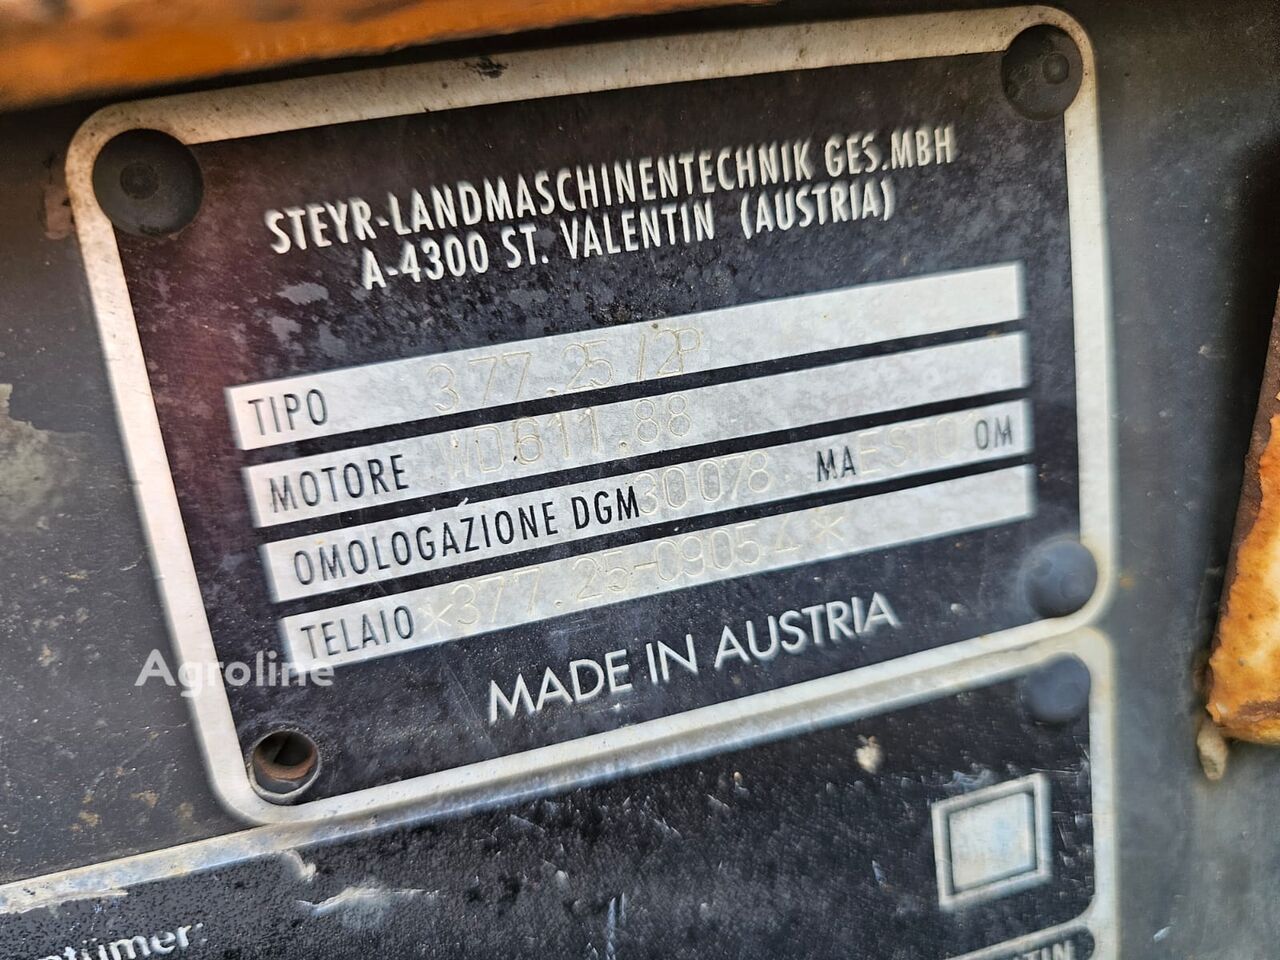 STEYR-LANDMASCHINENTECHNIK GES.MBH
A-4300 ST. VALENTIN (AUSTRIA)
TIPO 377.25/2P
MOTORE WD611.88
OMOLOGAZIONE DGM 30078 MA ESTO OM
TELAIO *377.25-09054*
MADE IN AUSTRIA
Agroline